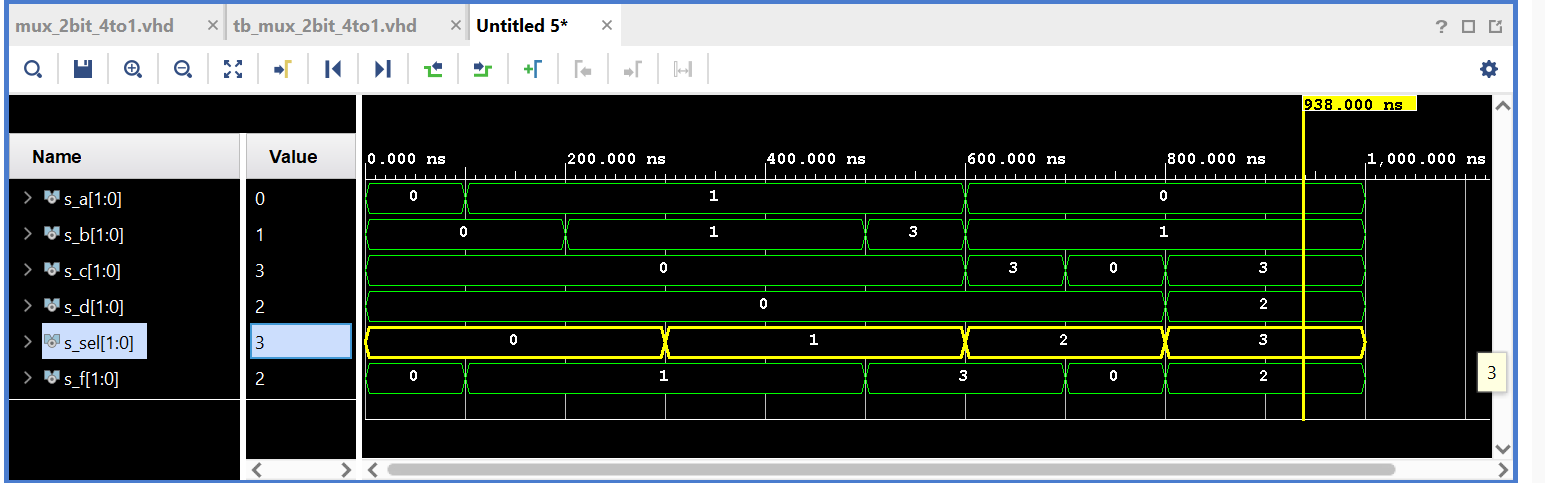 mux_2bit_4to1.vhd × tb_mux_2bit_4to1.vhd × Untitled 5* ×
?
938.000 ns
Name Value 0.000 ns 200.000 ns 400.000 ns 600.000 ns 800.000 ns 1,000.000 ns
s_a[1:0] 0 0 1 0
s_b[1:0] 1 0 1 3 1
s_c[1:0] 3 0 3 0 3
s_d[1:0] 2 0 2
s_sel[1:0] 3 0 1 2 3
s_f[1:0] 2 0 1 3 0 2
3